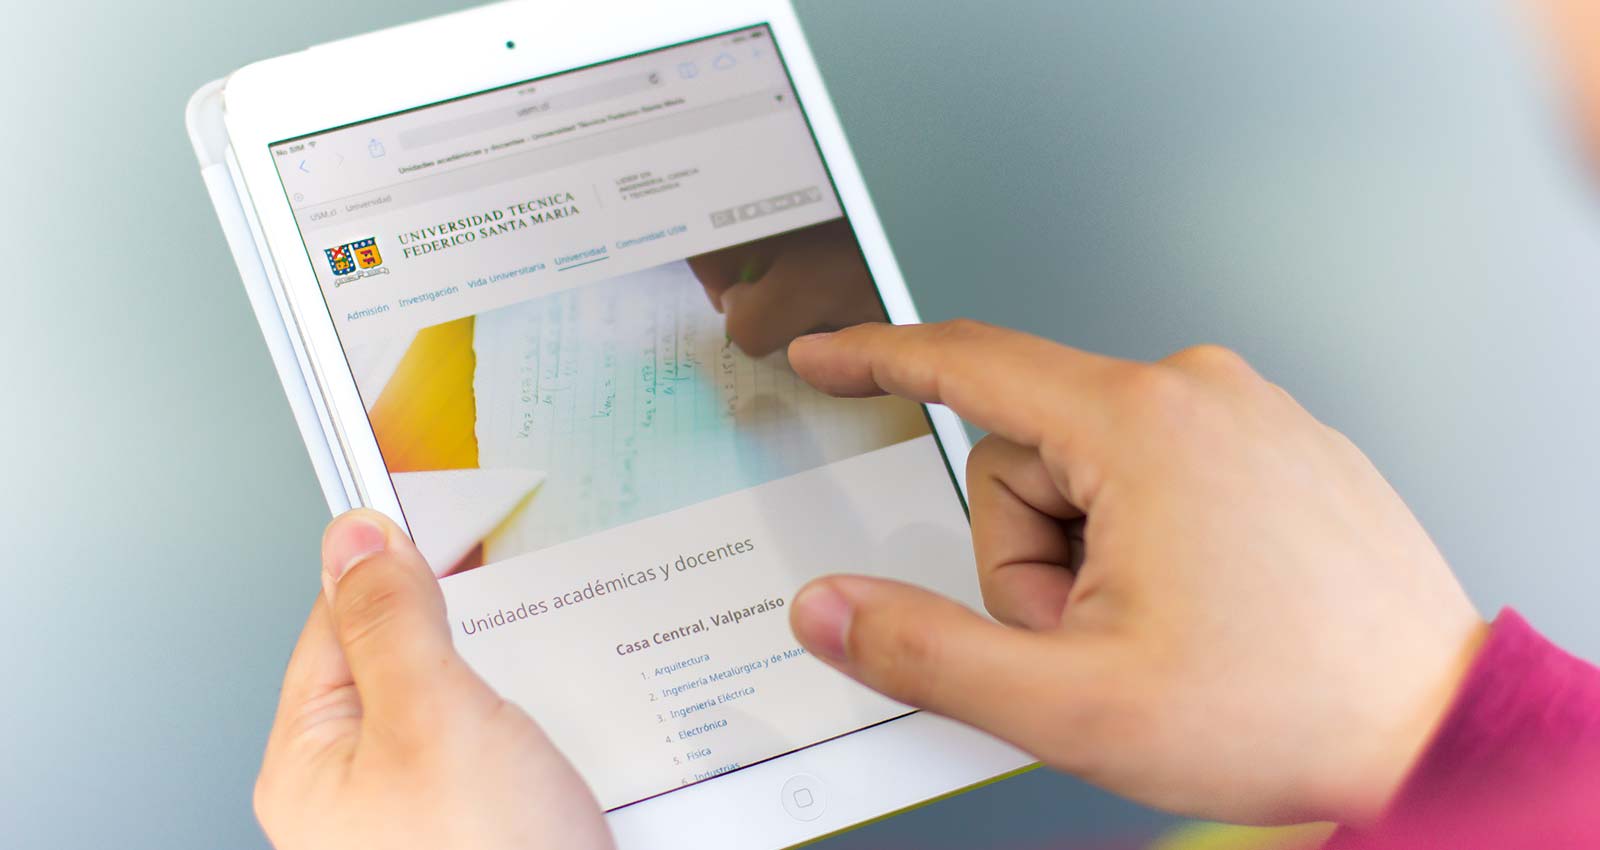 No SIM
usm.cl
Unidades académicas y docentes - Universidad Técnica Federico Santa María
USM.cl - Universidad
UNIVERSIDAD TECNICA
FEDERICO SANTA MARIA
LIDER EN
INGENIERÍA, CIENCIA
Y TECNOLOGÍA
Admisión Investigación Vida Universitaria Universidad Comunidad USM
Unidades académicas y docentes
Casa Central, Valparaíso
1. Arquitectura
2. Ingeniería Metalúrgica y de Mate
3. Ingeniería Eléctrica
4. Electrónica
5. Física
6. Industrias